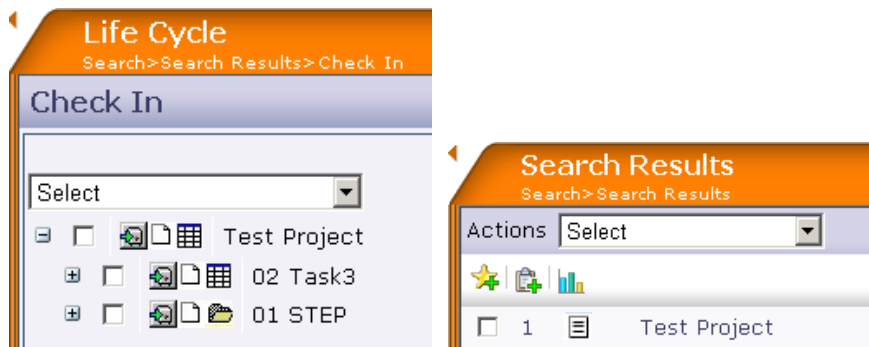 Life Cycle
Search>Search Results>Check In
Check In
Select
Test Project
02 Task3
01 STEP
Search Results
Search>Search Results
Actions Select
1 Test Project